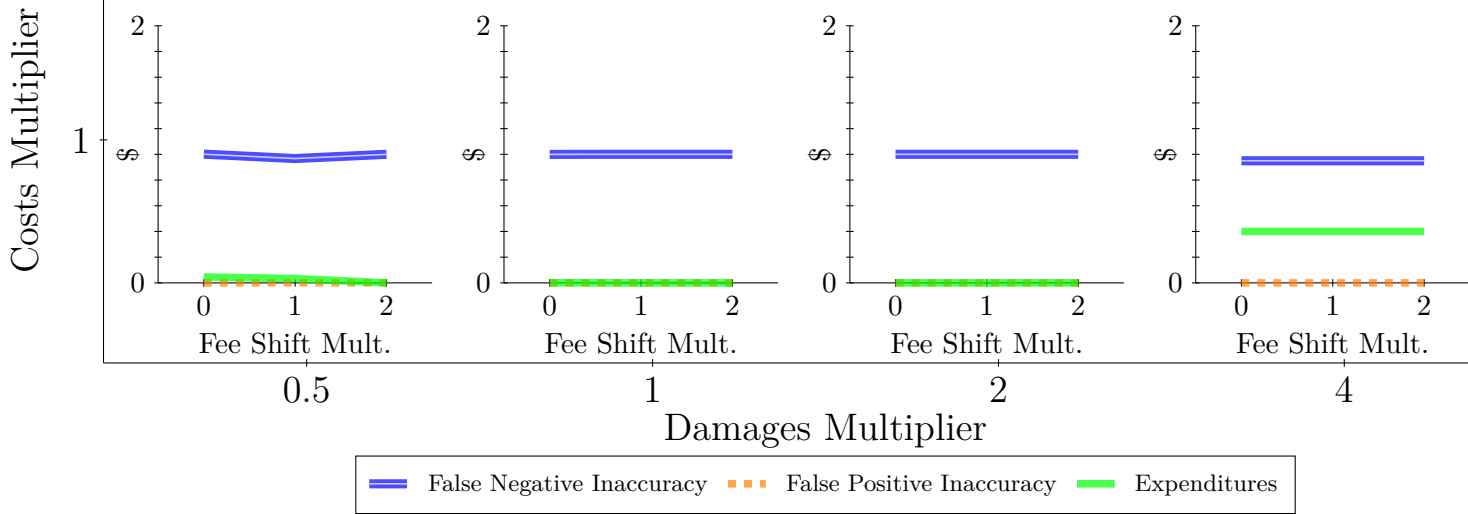 Costs Multiplier
1
2
0
$
0 1 2
Fee Shift Mult.
2
0
$
0 1 2
Fee Shift Mult.
2
0
$
0 1 2
Fee Shift Mult.
2
0
$
0 1 2
Fee Shift Mult.
0.5 1 2 4
Damages Multiplier
False Negative Inaccuracy False Positive Inaccuracy Expenditures